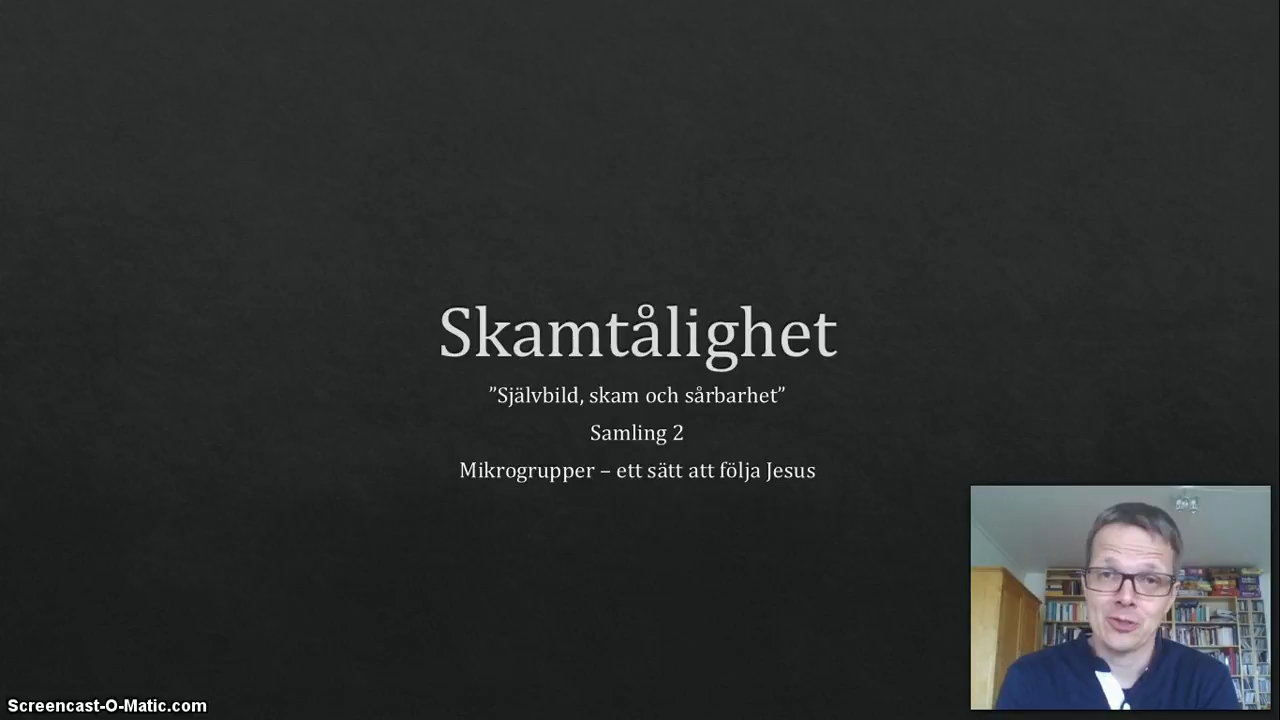 Skamtålighet
”Självbild, skam och sårbarhet”
Samling 2
Mikrogrupper – ett sätt att följa Jesus
Screencast-O-Matic.com